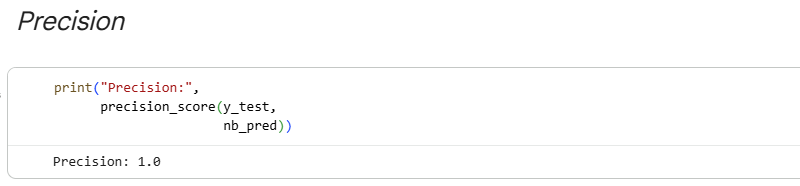 Precision
print("Precision:",
precision_score(y_test,
nb_pred))
Precision: 1.0